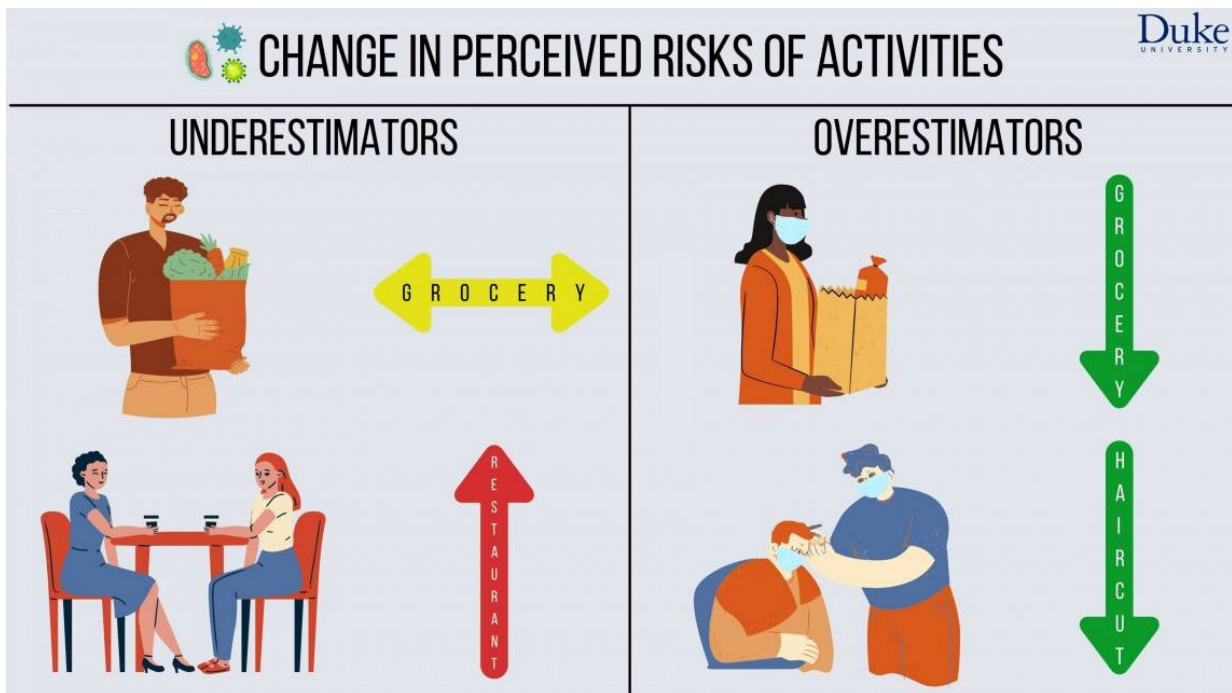 Duke
UNIVERSITY
CHANGE IN PERCEIVED RISKS OF ACTIVITIES
UNDERESTIMATORS
OVERESTIMATORS
GROCERY
GROCERY
RESTAURANT
HAIRCUT